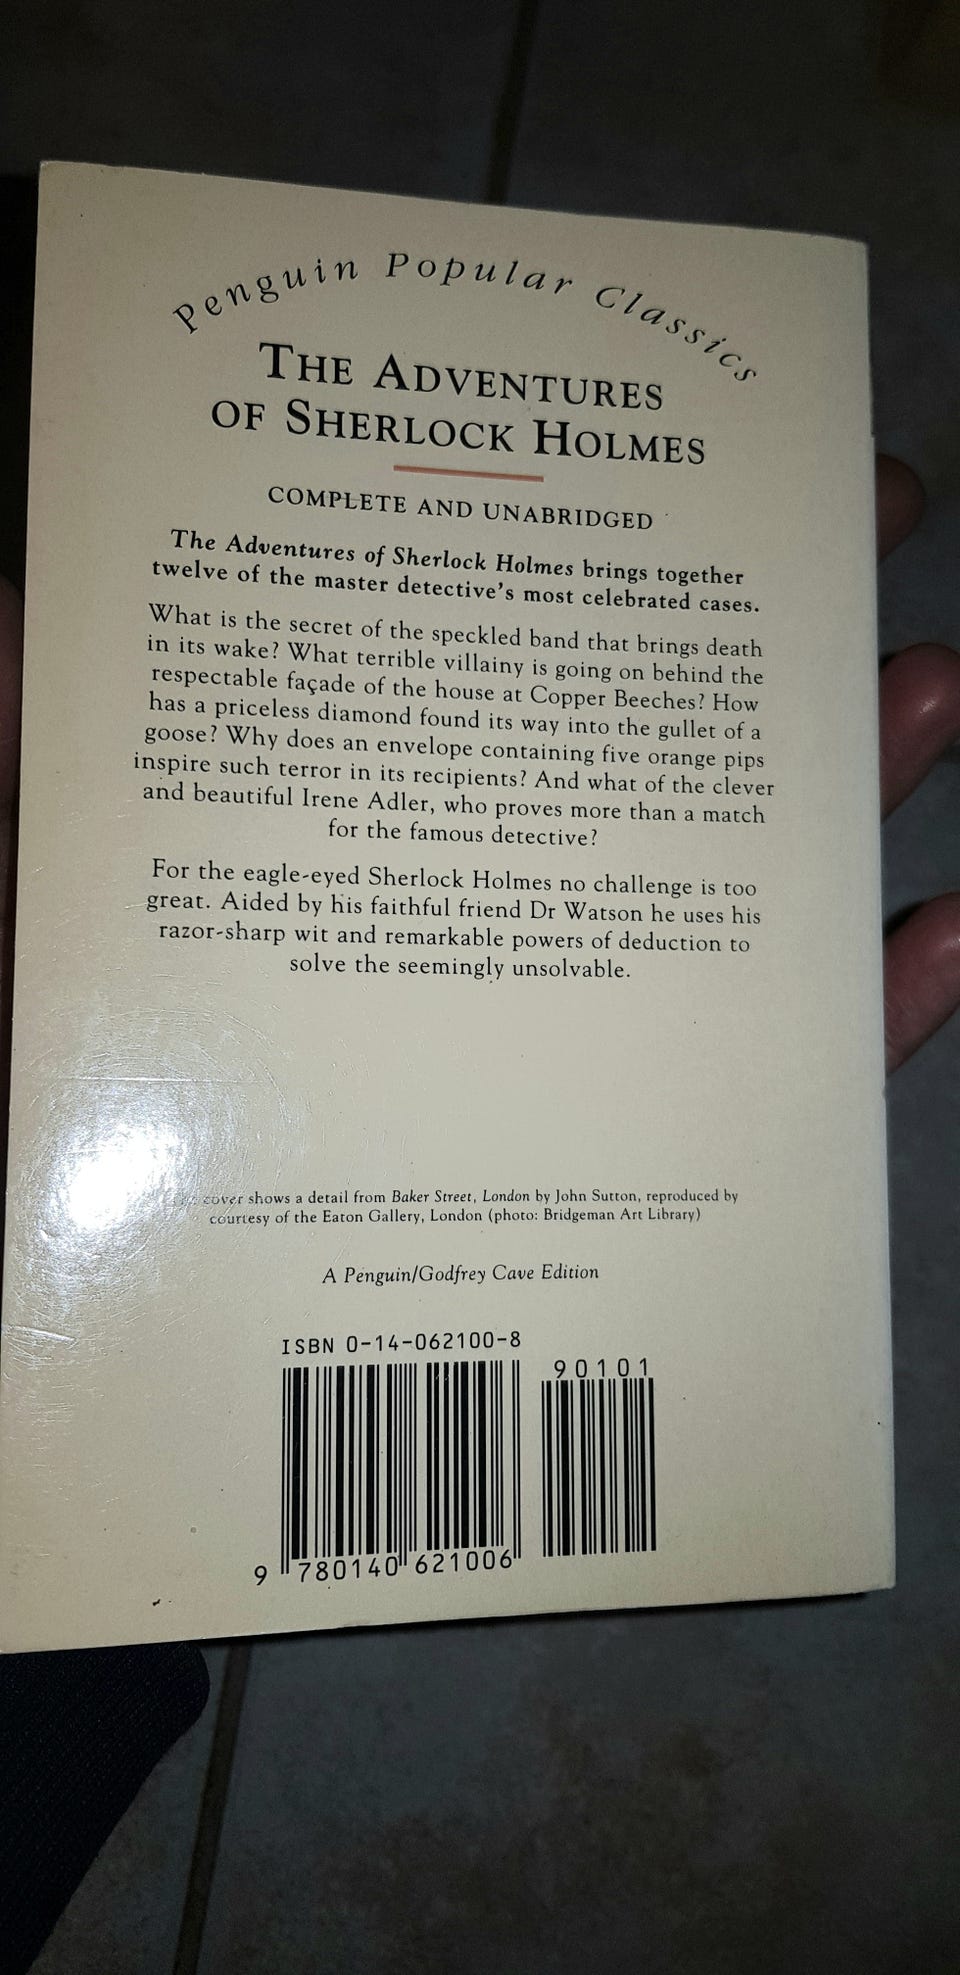 Penguin Popular Classics
THE ADVENTURES
OF SHERLOCK HOLMES
COMPLETE AND UNABRIDGED
The Adventures of Sherlock Holmes brings together
twelve of the master detective's most celebrated cases.
What is the secret of the speckled band that brings death
in its wake? What terrible villainy is going on behind the
respectable façade of the house at Copper Beeches? How
has a priceless diamond found its way into the gullet of a
goose? Why does an envelope containing five orange pips
inspire such terror in its recipients? And what of the clever
and beautiful Irene Adler, who proves more than a match
for the famous detective?
For the eagle-eyed Sherlock Holmes no challenge is too
great. Aided by his faithful friend Dr Watson he uses his
razor-sharp wit and remarkable powers of deduction to
solve the seemingly unsolvable.
cover shows a detail from Baker Street, London by John Sutton, reproduced by
courtesy of the Eaton Gallery, London (photo: Bridgeman Art Library)
A Penguin/Godfrey Cave Edition
ISBN 0-14-062100-8
90101
9 780140 621006